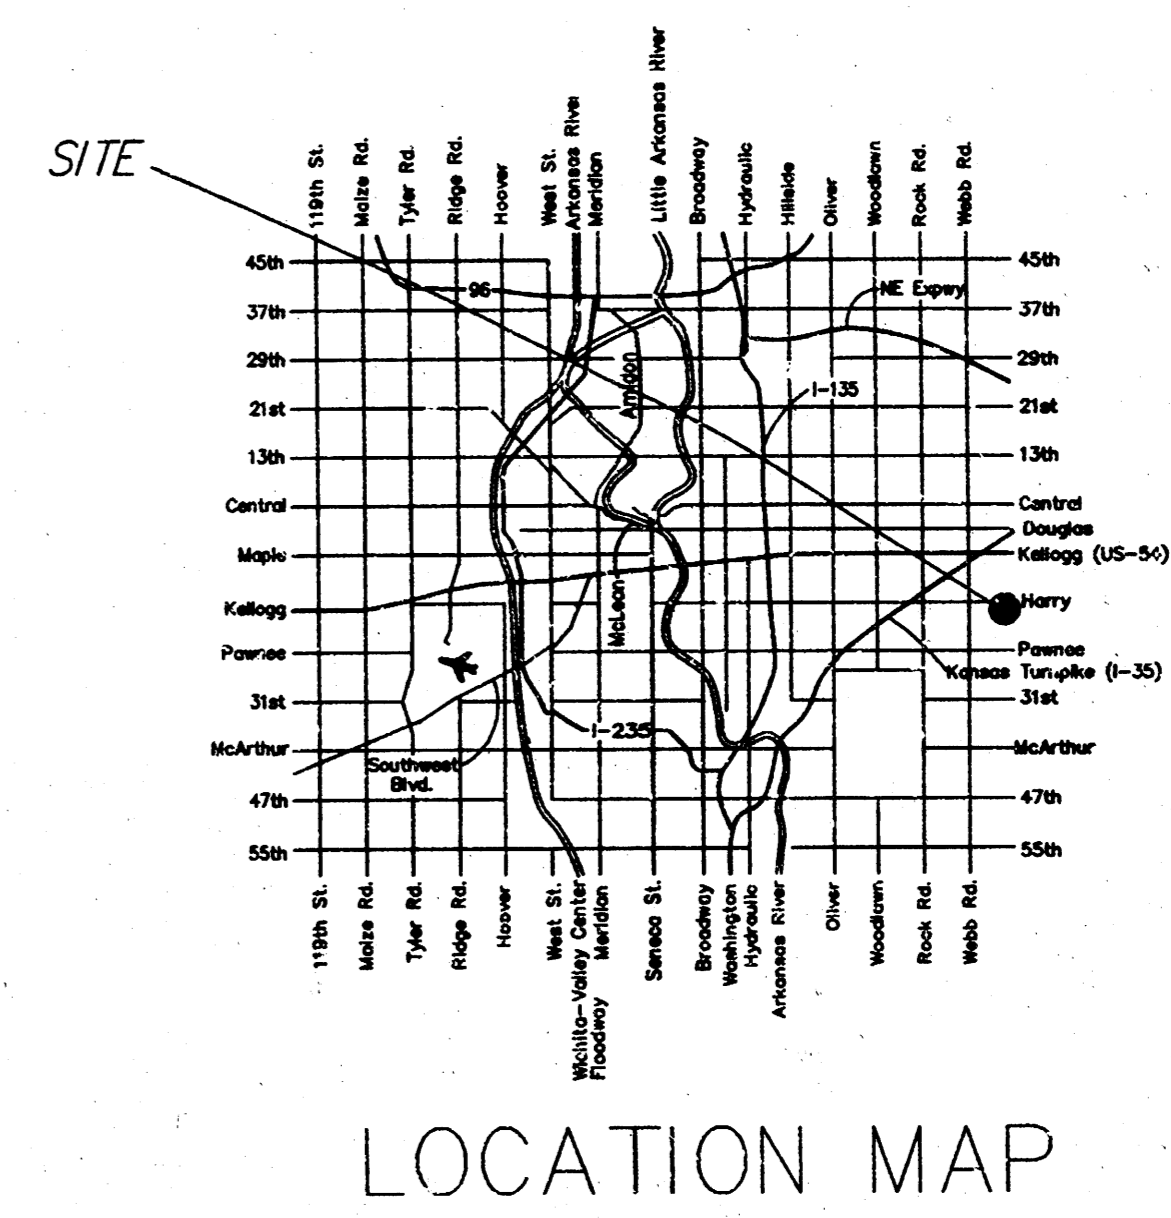 SITE
119th St.
Maize Rd.
Tyler Rd.
Ridge Rd.
Hoover
West St.
Arkansas River
Meridian
Little Arkansas River
Broadway
Hydraulic
Hillside
Oliver
Woodlawn
Rock Rd.
Webb Rd.
45th
45th
96
NE Expwy
37th
37th
29th
29th
Amidon
I-135
21st
21st
13th
13th
Central
Central
Douglas
Maple
Kellogg (US-54)
McLean
Kellogg
Harry
Pawnee
Pawnee
Kansas Turnpike (I-35)
31st
31st
I-235
McArthur
McArthur
Southwest
Blvd.
47th
47th
55th
55th
119th St.
Maize Rd.
Tyler Rd.
Ridge Rd.
Hoover
West St.
Wichita-Valley Center
Floodway
Meridian
Seneca St.
Broadway
Washington
Hydraulic
Arkansas River
Oliver
Woodlawn
Rock Rd.
Webb Rd.
LOCATION MAP